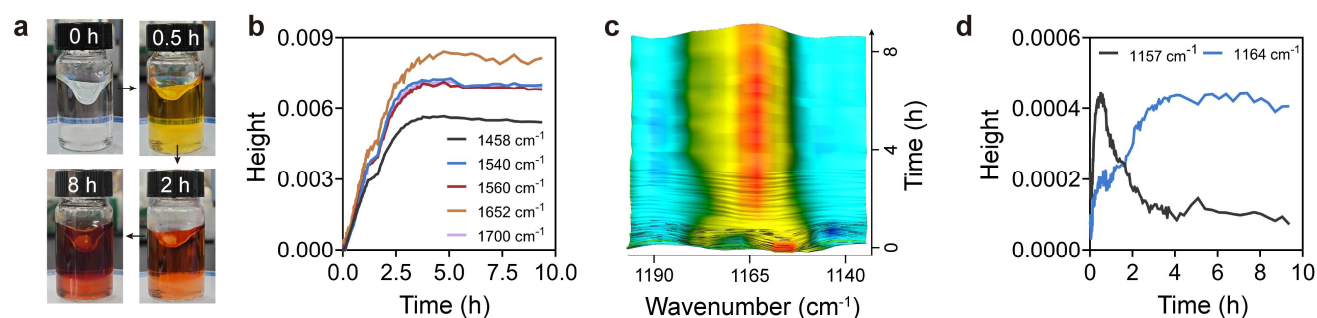 a
0 h
0.5 h
8 h
2 h
b
0.009
0.006
0.003
0.000
Height
1458 cm-1
1540 cm-1
1560 cm-1
1652 cm-1
1700 cm-1
0.0 2.5 5.0 7.5 10.0
Time (h)
c
8
4
0
Time (h)
1190 1165 1140
Wavenumber (cm-1)
d
0.0006
0.0004
0.0002
0.0000
Height
1157 cm-1 1164 cm-1
0 2 4 6 8 10
Time (h)